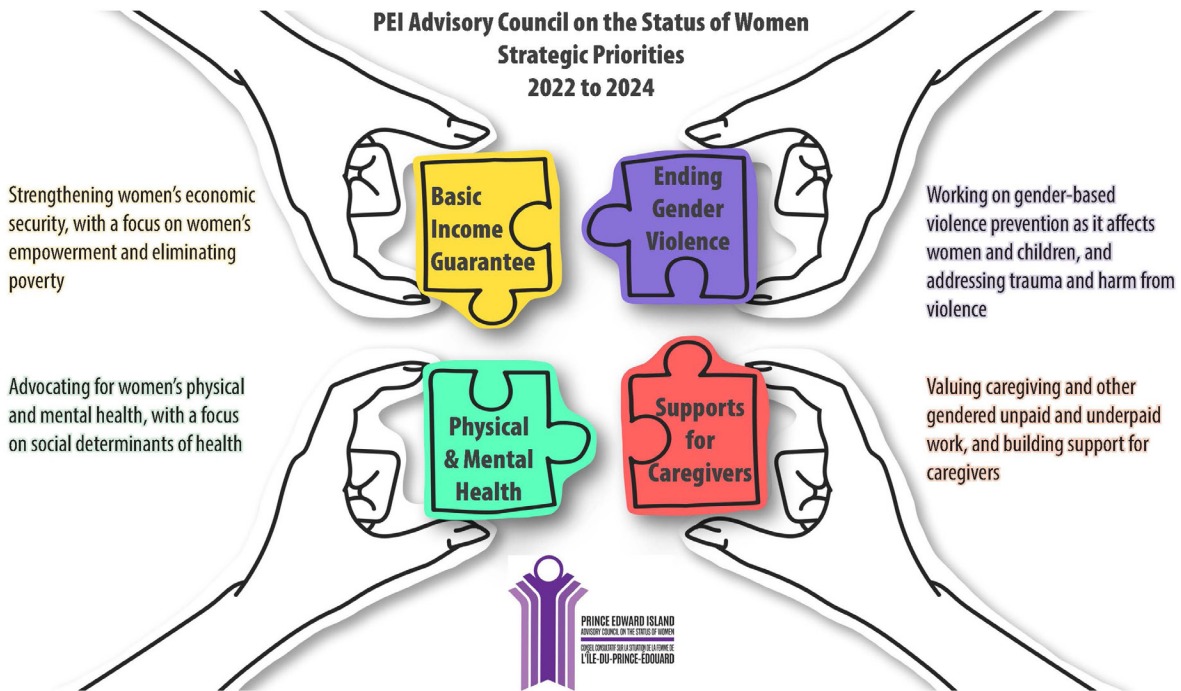 PEI Advisory Council on the Status of Women
Strategic Priorities
2022 to 2024
Strengthening women's economic
security, with a focus on women's
empowerment and eliminating
poverty
Basic
Income
Guarantee
Ending
Gender
Violence
Working on gender-based
violence prevention as it affects
women and children, and
addressing trauma and harm from
violence
Advocating for women's physical
and mental health, with a focus
on social determinants of health
Physical
& Mental
Health
Supports
for
Caregivers
Valuing caregiving and other
gendered unpaid and underpaid
work, and building support for
caregivers
PRINCE EDWARD ISLAND
ADVISORY COUNCIL ON THE STATUS OF WOMEN
CONSEIL CONSULTATIF SUR LA SITUATION DE LA FEMME DE
L'ÎLE-DU-PRINCE-ÉDOUARD